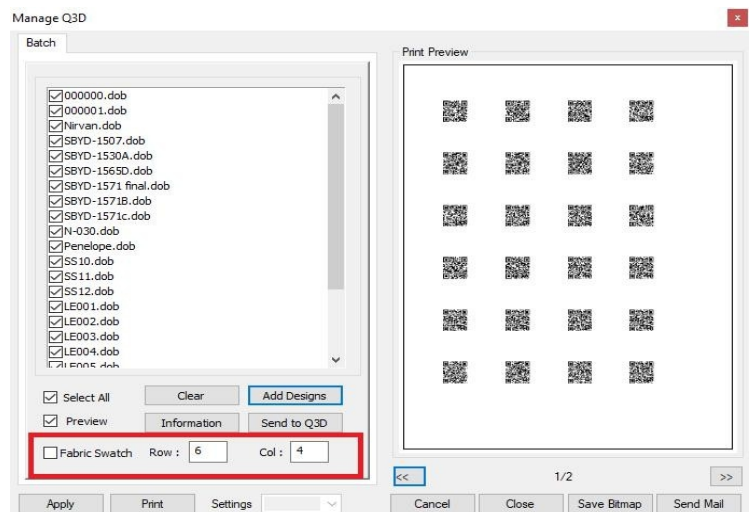 Manage Q3D
x
Batch
000000.dob
000001.dob
Nirvan.dob
SBYD-1507.dob
SBYD-1530A.dob
SBYD-1565D.dob
SBYD-1571 final.dob
SBYD-1571B.dob
SBYD-1571c.dob
N-030.dob
Penelope.dob
SS10.dob
SS11.dob
SS12.dob
LE001.dob
LE002.dob
LE003.dob
LE004.dob
LE005.dob
Select All Clear Add Designs
Preview Information Send to Q3D
Fabric Swatch Row : 6 Col : 4
Apply Print Settings
Print Preview
<< 1/2 >>
Cancel Close Save Bitmap Send Mail